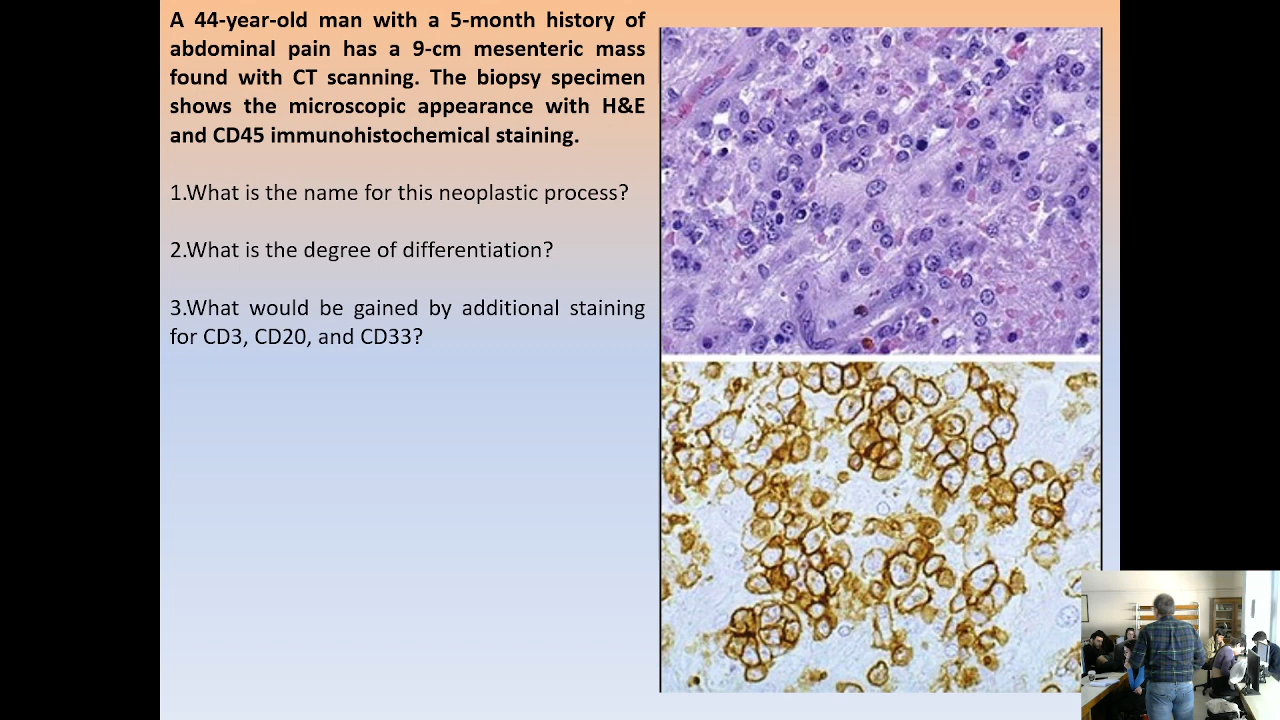 A 44-year-old man with a 5-month history of
abdominal pain has a 9-cm mesenteric mass
found with CT scanning. The biopsy specimen
shows the microscopic appearance with H&E
and CD45 immunohistochemical staining.
1.What is the name for this neoplastic process?
2.What is the degree of differentiation?
3.What would be gained by additional staining
for CD3, CD20, and CD33?